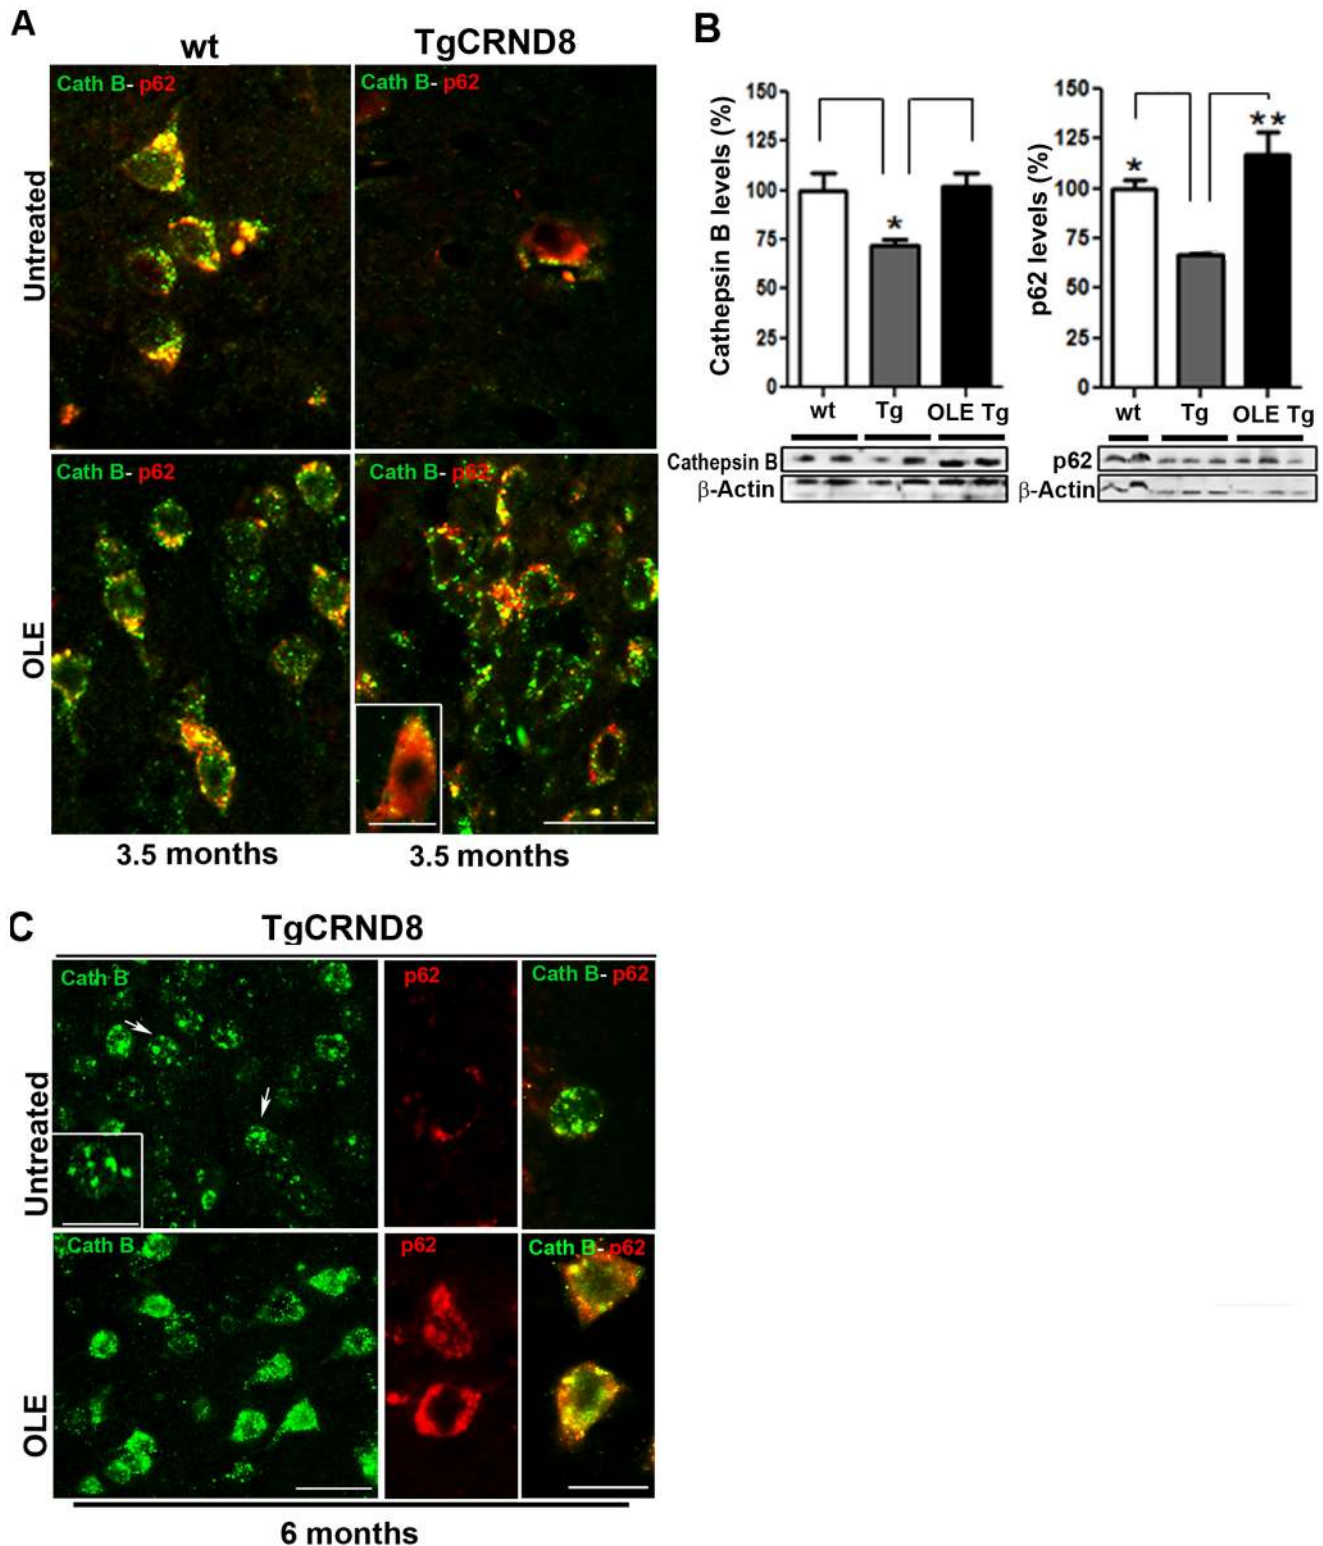 A
wt
TgCRND8
Cath B- p62
Cath B- p62
Untreated
Cath B- p62
Cath B- p62
OLE
3.5 months
3.5 months
B
Cathepsin B levels (%)
150
125
100
75
50
25
0
*
wt
Tg
OLE Tg
Cathepsin B
β-Actin
p62 levels (%)
150
125
100
75
50
25
0
*
**
wt
Tg
OLE Tg
p62
β-Actin
C
TgCRND8
Cath B
p62
Cath B- p62
Untreated
Cath B
p62
Cath B- p62
OLE
6 months